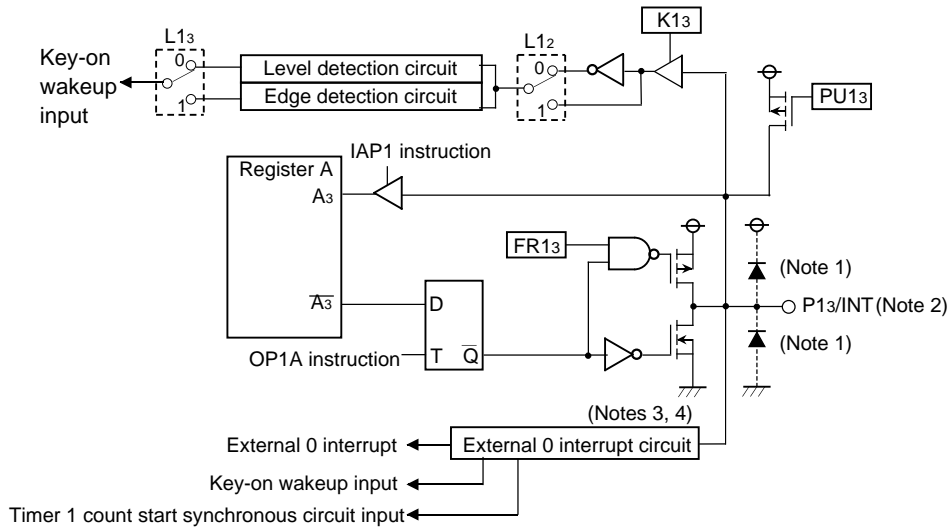 K13
L13
L12
Key-on
wakeup
input
0
1
Level detection circuit
Edge detection circuit
0
1
PU13
IAP1 instruction
Register A
A3
FR13
(Note 1)
P13/INT (Note 2)
(Note 1)
A3
D
T
Q
OP1A instruction
(Notes 3, 4)
External 0 interrupt
External 0 interrupt circuit
Key-on wakeup input
Timer 1 count start synchronous circuit input